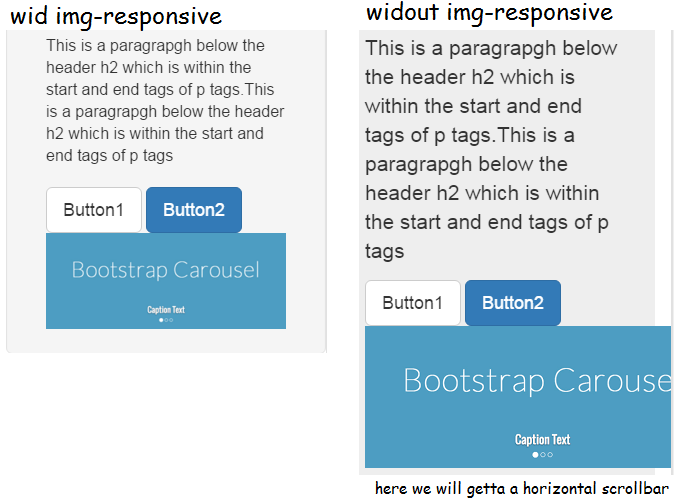 wid img-responsive
This is a paragrapgh below the
header h2 which is within the
start and end tags of p tags.This
is a paragrapgh below the header
h2 which is within the start and
end tags of p tags
Button1 Button2
Bootstrap Carousel
Caption Text
widout img-responsive
This is a paragrapgh below
the header h2 which is
within the start and end
tags of p tags.This is a
paragrapgh below the
header h2 which is within
the start and end tags of p
tags
Button1 Button2
Bootstrap Carouse
Caption Text
here we will getta a horizontal scrollbar